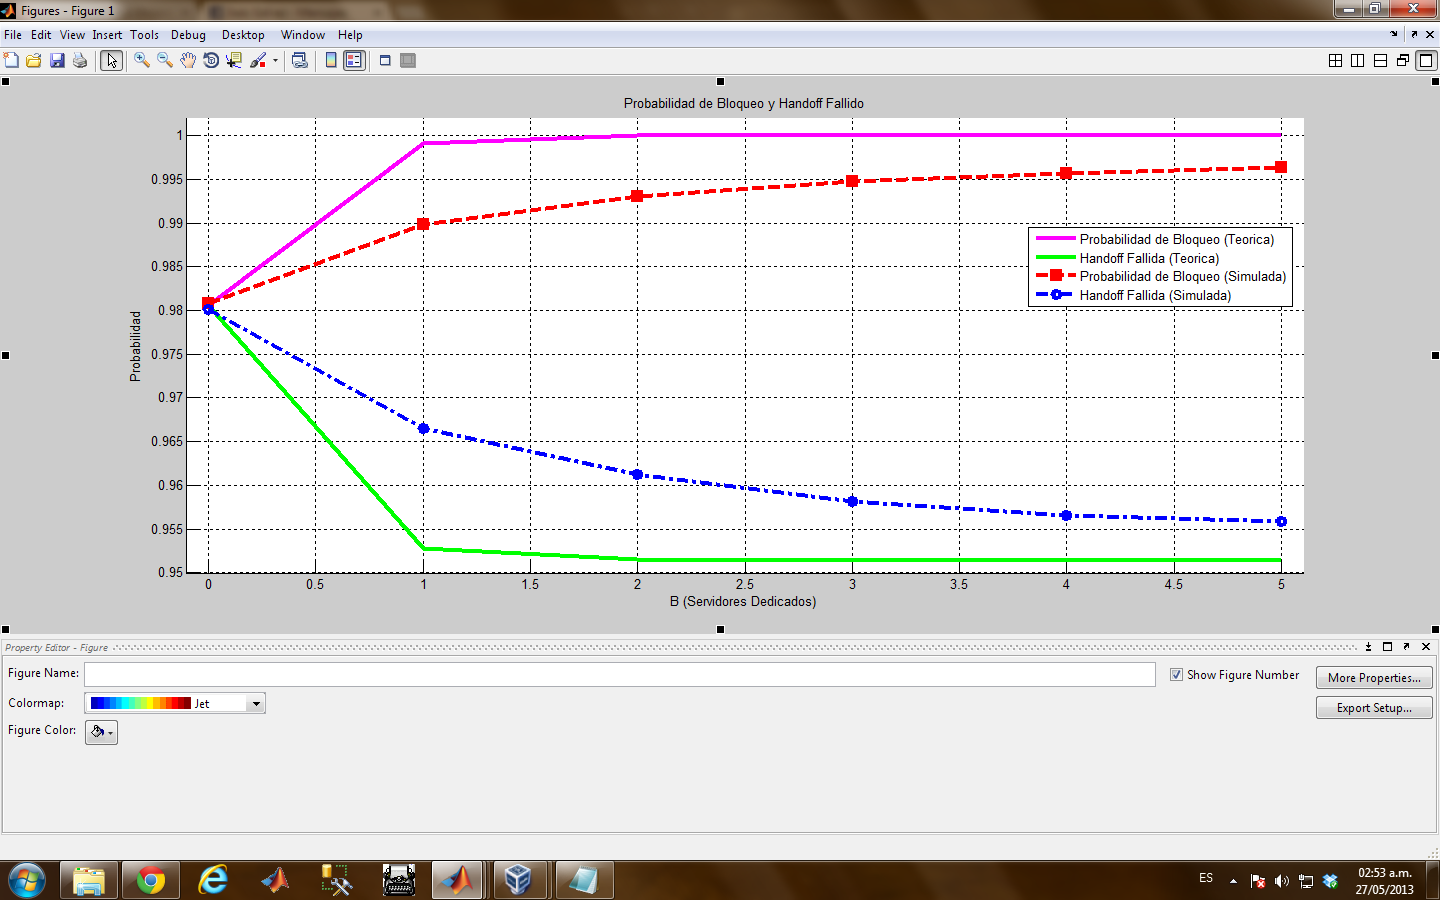 Figures - Figure 1
File Edit View Insert Tools Debug Desktop Window Help
Probabilidad de Bloqueo y Handoff Fallido
1
0.995
0.99
0.985
0.98
0.975
0.97
0.965
0.96
0.955
0.95
Probabilidad
Probabilidad de Bloqueo (Teorica)
Handoff Fallida (Teorica)
Probabilidad de Bloqueo (Simulada)
Handoff Fallida (Simulada)
0 0.5 1 1.5 2 2.5 3 3.5 4 4.5 5
B (Servidores Dedicados)
Property Editor - Figure
Figure Name: Show Figure Number More Properties...
Colormap: Jet Export Setup...
Figure Color:
ES 02:53 a.m.
27/05/2013